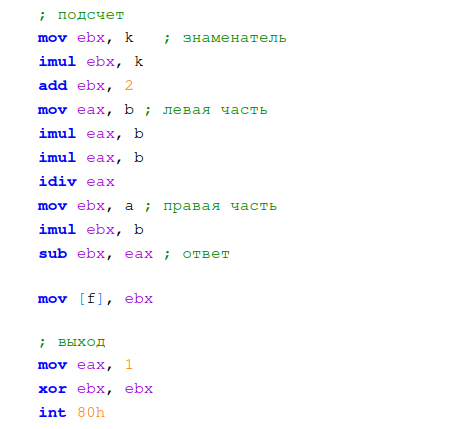 ; подсчет
mov ebx, k ; знаменатель
imul ebx, k
add ebx, 2
mov eax, b ; левая часть
imul eax, b
imul eax, b
idiv eax
mov ebx, a ; правая часть
imul ebx, b
sub ebx, eax ; ответ
mov [f], ebx
; выход
mov eax, 1
xor ebx, ebx
int 80h